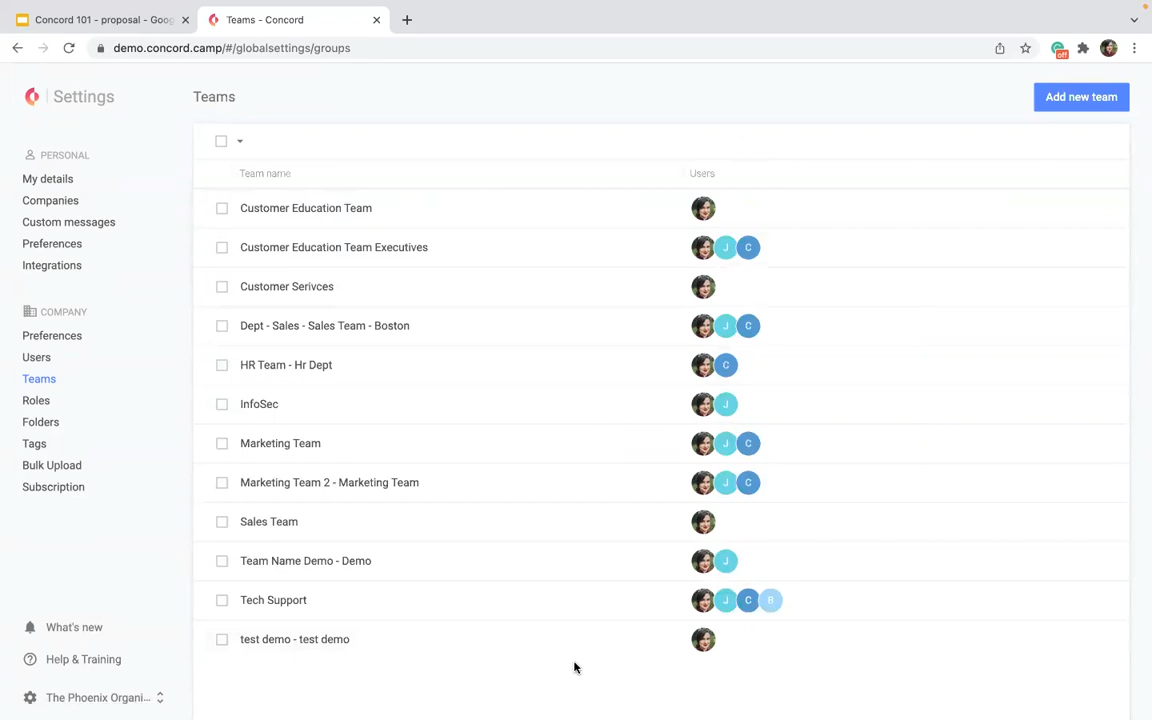 Concord 101 - proposal - Goog
Teams - Concord
demo.concord.camp/#/globalsettings/groups
off
Settings
Teams
Add new team
PERSONAL
My details
Companies
Custom messages
Preferences
Integrations
COMPANY
Preferences
Users
Teams
Roles
Folders
Tags
Bulk Upload
Subscription
What's new
Help & Training
The Phoenix Organi...
Team name
Users
Customer Education Team
Customer Education Team Executives
J C
Customer Serivces
Dept - Sales - Sales Team - Boston
J C
HR Team - Hr Dept
C
InfoSec
J
Marketing Team
J C
Marketing Team 2 - Marketing Team
J C
Sales Team
Team Name Demo - Demo
J
Tech Support
J C B
test demo - test demo